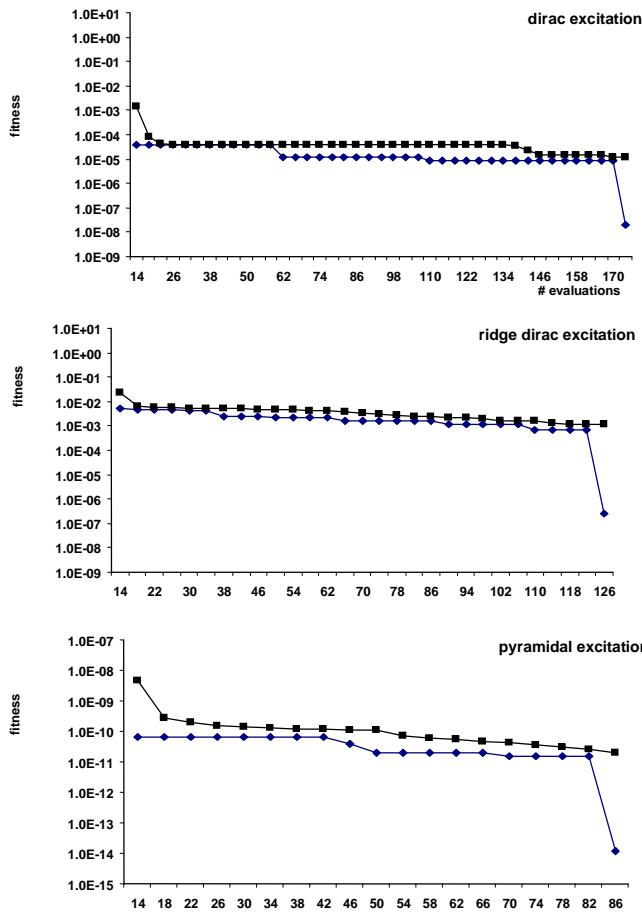 dirac excitation
fitness
1.0E+01
1.0E+00
1.0E-01
1.0E-02
1.0E-03
1.0E-04
1.0E-05
1.0E-06
1.0E-07
1.0E-08
1.0E-09
14 26 38 50 62 74 86 98 110 122 134 146 158 170
# evaluations
ridge dirac excitation
fitness
1.0E+01
1.0E+00
1.0E-01
1.0E-02
1.0E-03
1.0E-04
1.0E-05
1.0E-06
1.0E-07
1.0E-08
1.0E-09
14 22 30 38 46 54 62 70 78 86 94 102 110 118 126
pyramidal excitation
fitness
1.0E-07
1.0E-08
1.0E-09
1.0E-10
1.0E-11
1.0E-12
1.0E-13
1.0E-14
1.0E-15
14 18 22 26 30 34 38 42 46 50 54 58 62 66 70 74 78 82 86